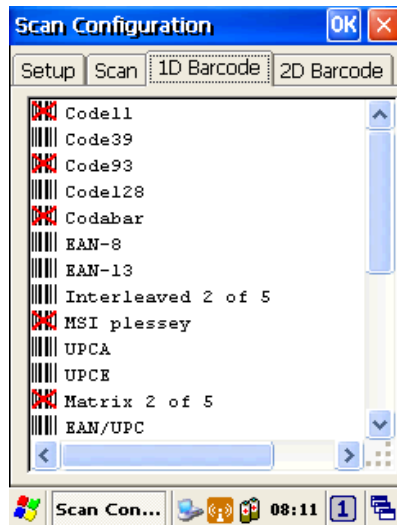 Scan Configuration OK
Setup Scan 1D Barcode 2D Barcode
Code11
Code39
Code93
Code128
Codabar
EAN-8
EAN-13
Interleaved 2 of 5
MSI plessey
UPCA
UPCE
Matrix 2 of 5
EAN/UPC
Scan Con... 08:11 1